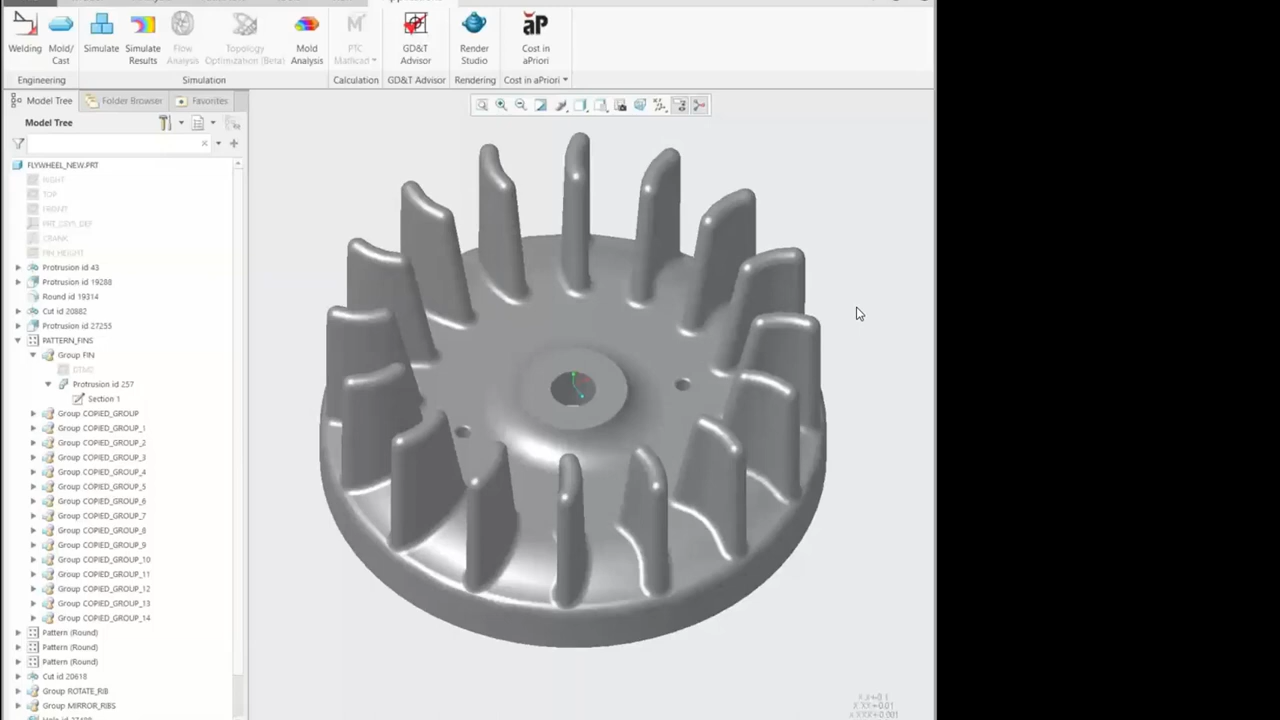 Welding
Mold/
Cast
Simulate
Simulate
Results
Flow
Analysis
Topology
Optimization (Beta)
Mold
Analysis
PTC
Mathcad
GD&T
Advisor
Render
Studio
aP
Cost in
aPriori
Engineering
Simulation
Calculation
GD&T Advisor
Rendering
Cost in aPriori
Model Tree
Folder Browser
Favorites
Model Tree
FLYWHEEL_NEW.PRT
RIGHT
TOP
FRONT
PRT_CSYS_DEF
CRANK
FIN_HEIGHT
Protrusion id 43
Protrusion id 19288
Round id 19314
Cut id 20882
Protrusion id 27255
PATTERN_FINS
Group FIN
DTM3
Protrusion id 257
Section 1
Group COPIED_GROUP
Group COPIED_GROUP_1
Group COPIED_GROUP_2
Group COPIED_GROUP_3
Group COPIED_GROUP_4
Group COPIED_GROUP_5
Group COPIED_GROUP_6
Group COPIED_GROUP_7
Group COPIED_GROUP_8
Group COPIED_GROUP_9
Group COPIED_GROUP_10
Group COPIED_GROUP_11
Group COPIED_GROUP_12
Group COPIED_GROUP_13
Group COPIED_GROUP_14
Pattern (Round)
Pattern (Round)
Pattern (Round)
Cut id 20618
Group ROTATE_RIB
Group MIRROR_RIBS